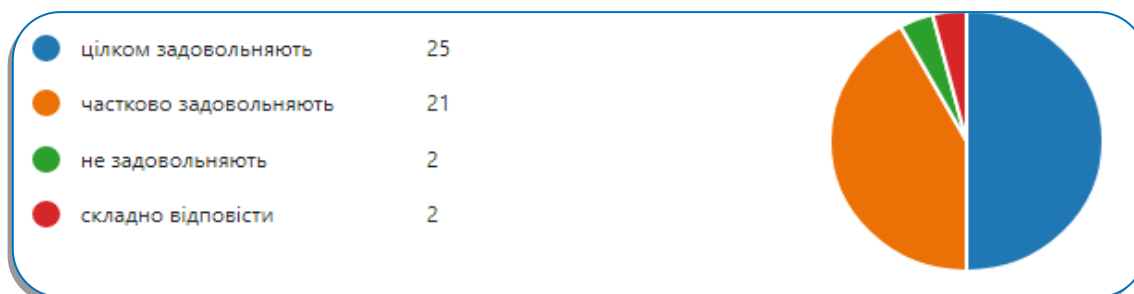 цілком задовольняють 25
частково задовольняють 21
не задовольняють 2
складно відповісти 2